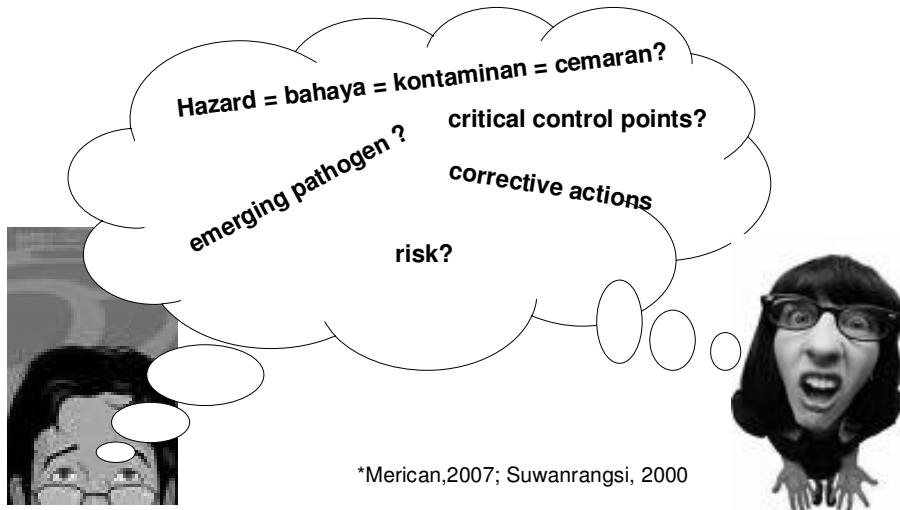 Hazard = bahaya = kontaminan = cemaran?
critical control points?
emerging pathogen ?
corrective actions
risk?
*Merican,2007; Suwanrangsi, 2000